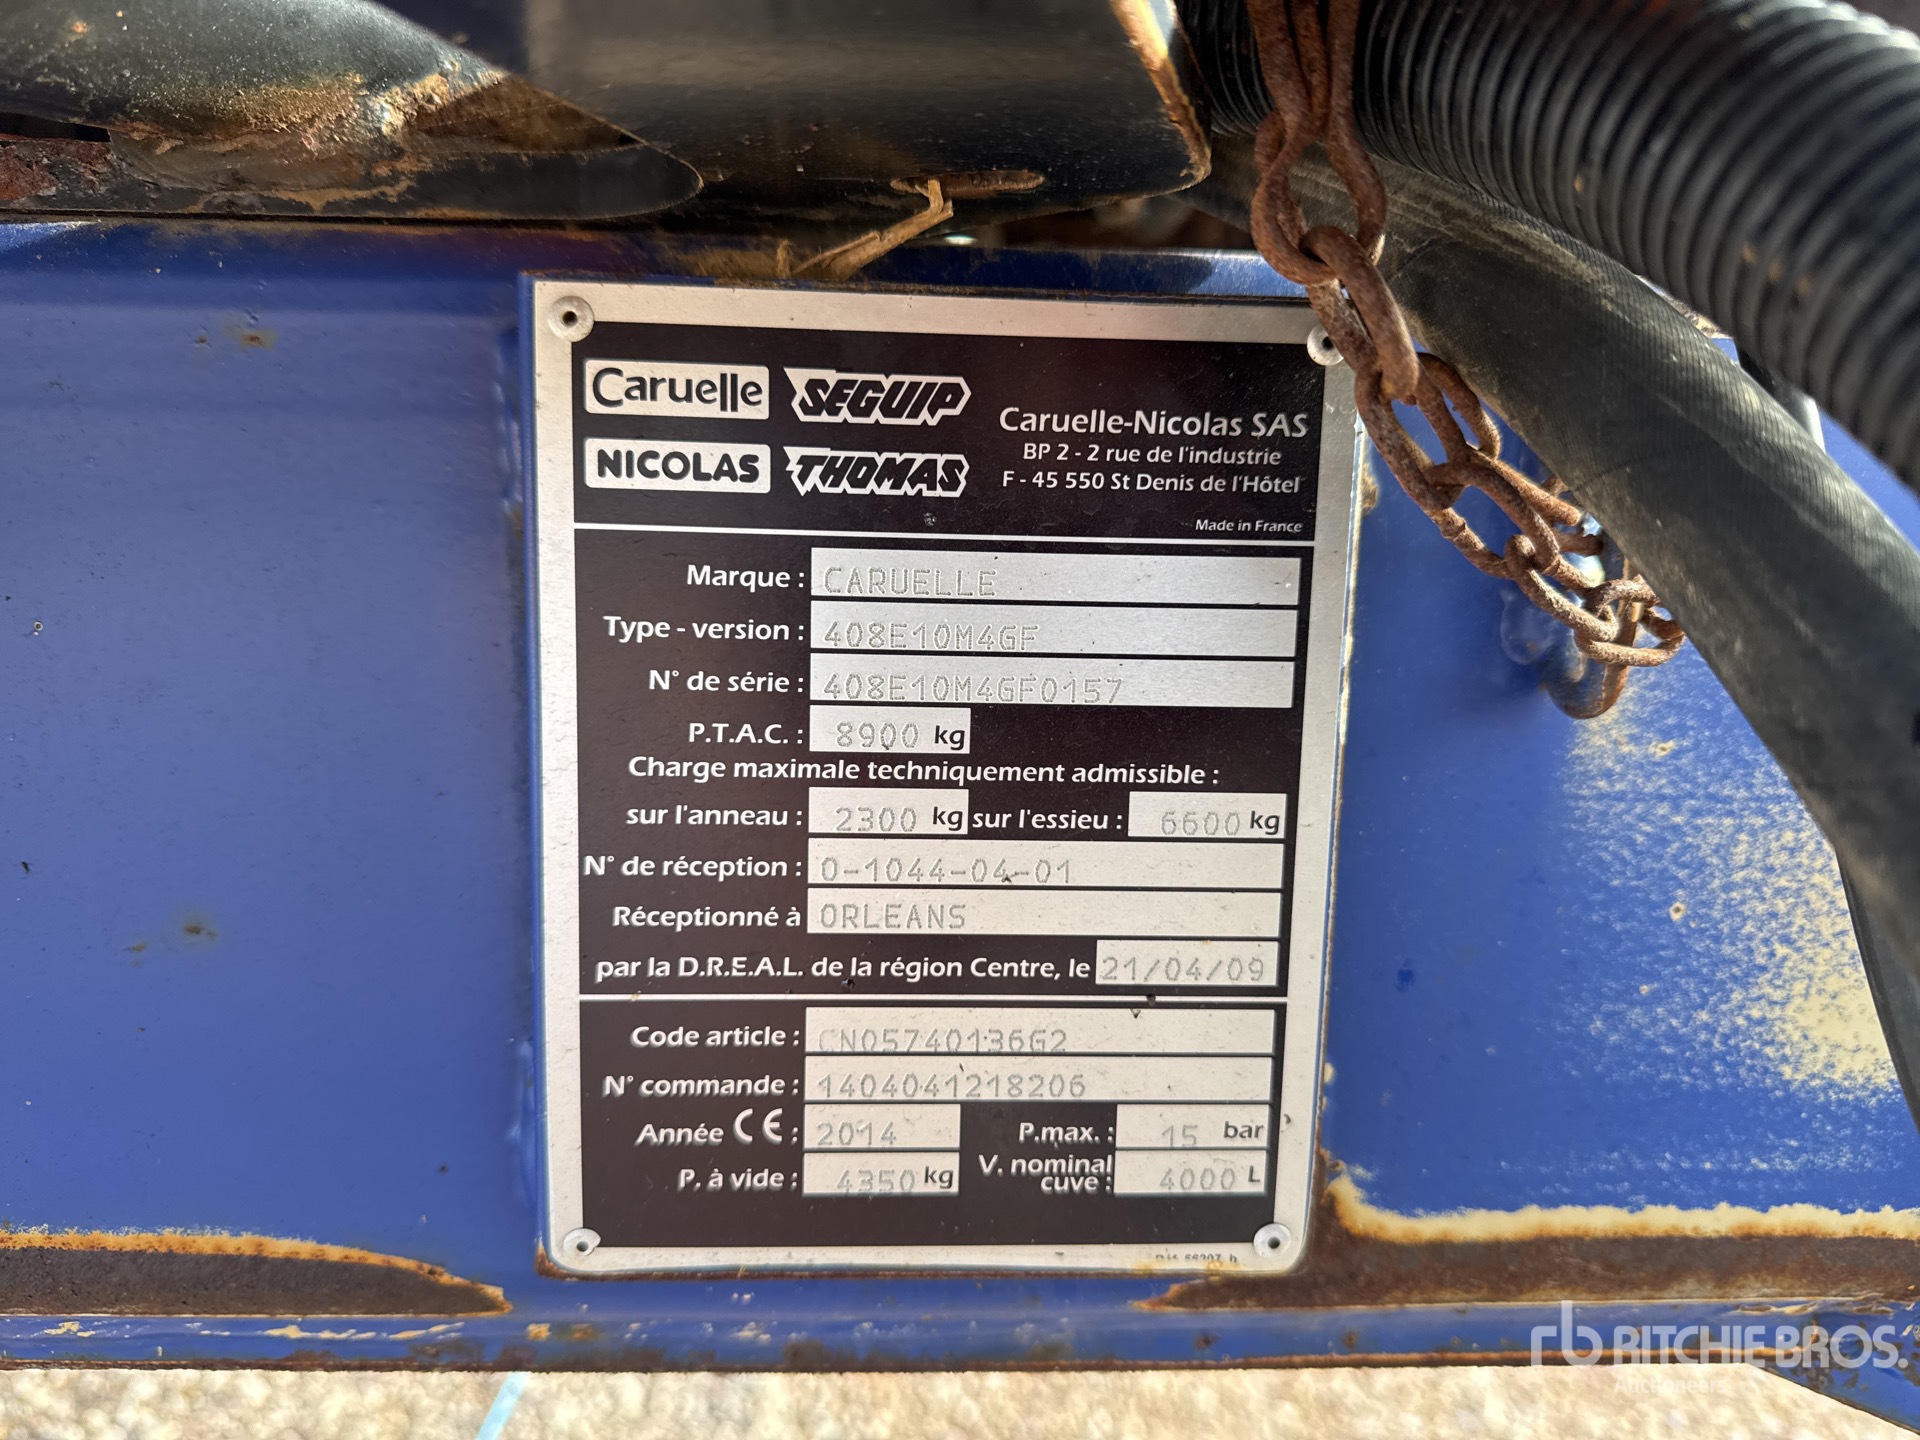 Caruelle SEGUIP
NICOLAS THOMAS
Caruelle-Nicolas SAS
BP 2 - 2 rue de l'industrie
F - 45 550 St Denis de l'Hôtel
Made in France
Marque : CARUELLE
Type - version : 408E10M4GF
N° de série : 408E10M4GF0157
P.T.A.C. : 8900 kg
Charge maximale techniquement admissible :
sur l'anneau : 2300 kg sur l'essieu : 6600 kg
N° de réception : 0-1044-04-01
Réceptionné à ORLEANS
par la D.R.E.A.L. de la région Centre, le 21/04/09
Code article : CN05740136G2
N° commande : 1404041218206
Année CE : 2014 P.max. : 15 bar
P. à vide : 4350 kg V. nominal cuve : 4000 L
rb RITCHIE BROS.
Auctioneers